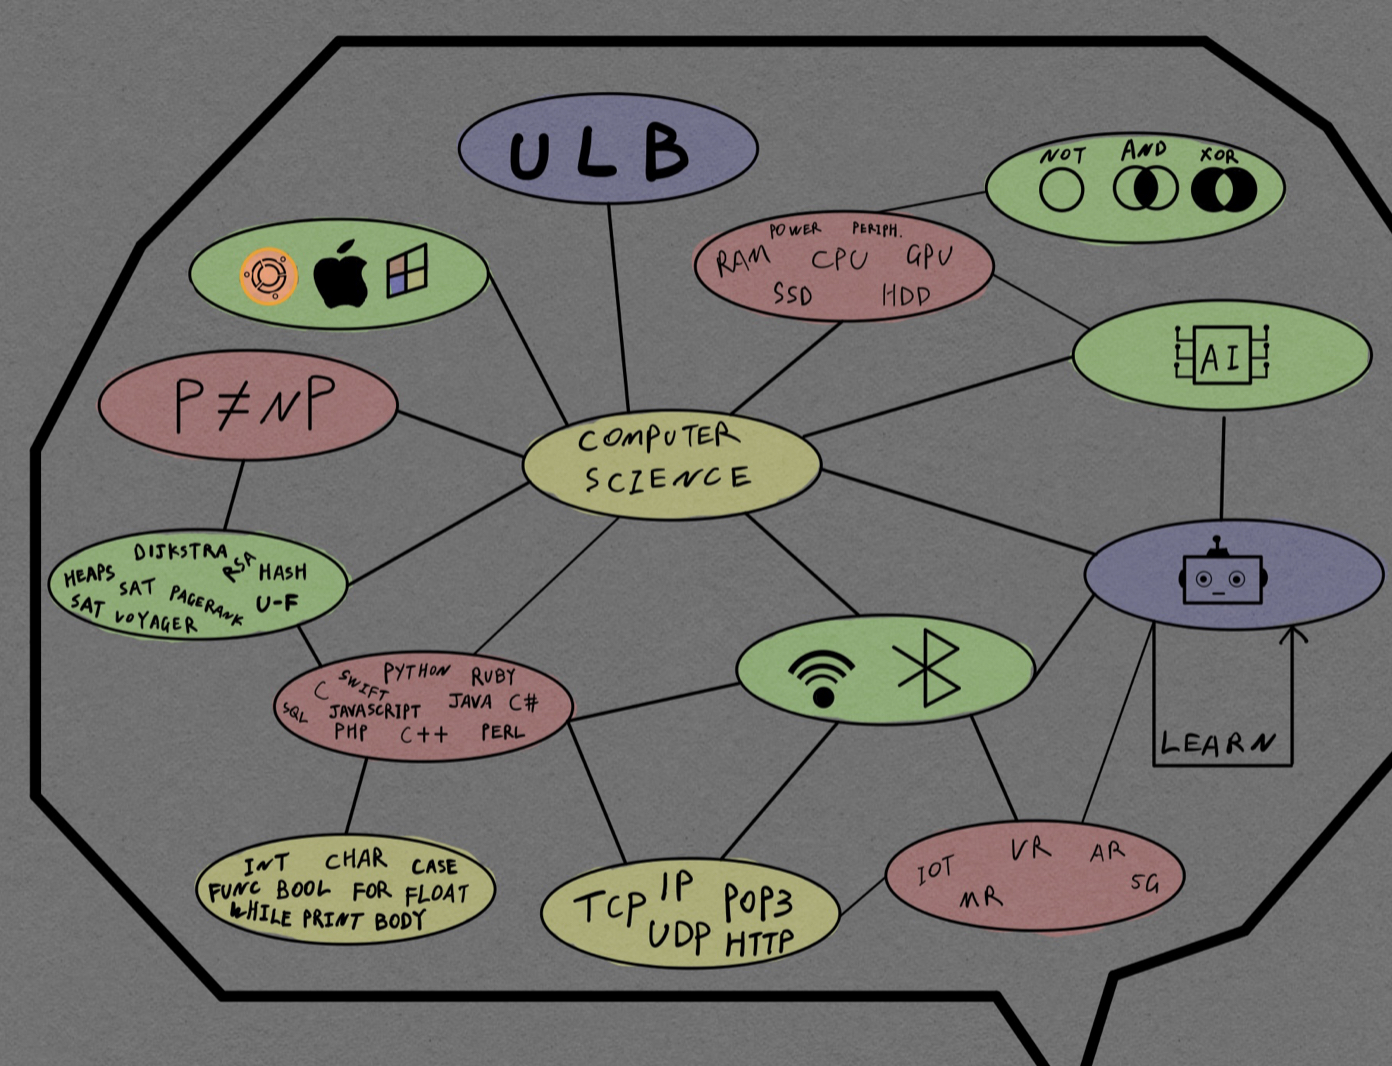 ULB
NOT AND XOR
POWER PERIPH.
RAM CPU GPU
SSD HDD
AI
P≠NP
COMPUTER
SCIENCE
DIJKSTRA
HEAPS SAT RSA HASH
SAT VOYAGER PAGERANK U-F
PYTHON RUBY
C SWIFT JAVA C#
SQL JAVASCRIPT
PHP C++ PERL
LEARN
INT CHAR CASE
FUNC BOOL FOR FLOAT
WHILE PRINT BODY
TCP IP POP3
UDP HTTP
IOT VR AR
MR 5G